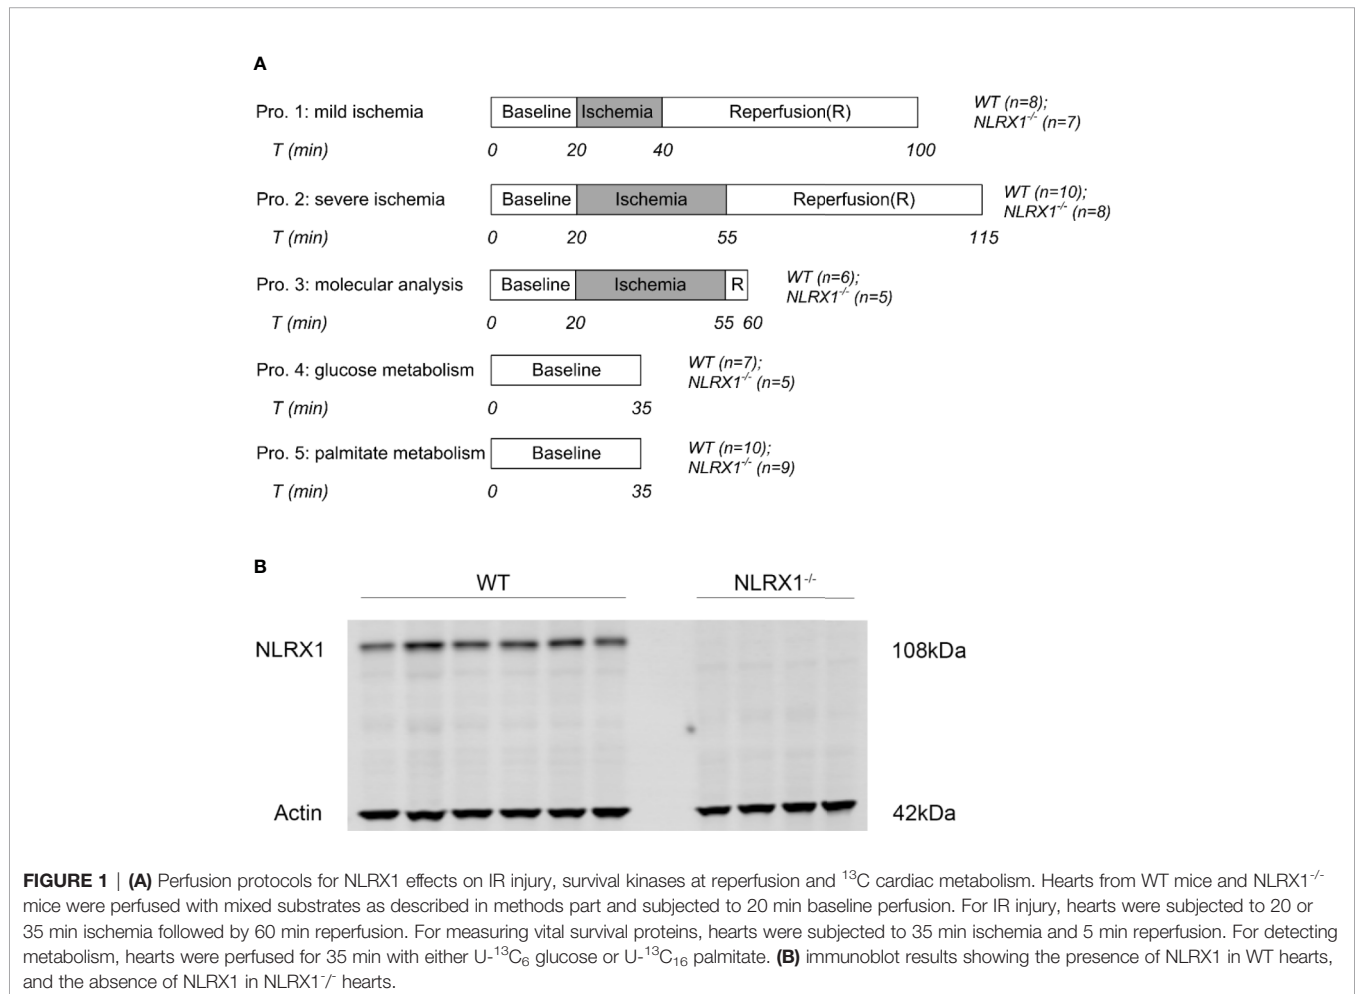 A
Pro. 1: mild ischemia
Baseline Ischemia Reperfusion(R)
WT (n=8);
NLRX1-/- (n=7)
T (min) 0 20 40 100
Pro. 2: severe ischemia
Baseline Ischemia Reperfusion(R)
WT (n=10);
NLRX1-/- (n=8)
T (min) 0 20 55 115
Pro. 3: molecular analysis
Baseline Ischemia R
WT (n=6);
NLRX1-/- (n=5)
T (min) 0 20 55 60
Pro. 4: glucose metabolism
Baseline
WT (n=7);
NLRX1-/- (n=5)
T (min) 0 35
Pro. 5: palmitate metabolism
Baseline
WT (n=10);
NLRX1-/- (n=9)
T (min) 0 35
B
WT NLRX1-/-
NLRX1 108kDa
Actin 42kDa
FIGURE 1 | (A) Perfusion protocols for NLRX1 effects on IR injury, survival kinases at reperfusion and 13C cardiac metabolism. Hearts from WT mice and NLRX1-/-
mice were perfused with mixed substrates as described in methods part and subjected to 20 min baseline perfusion. For IR injury, hearts were subjected to 20 or
35 min ischemia followed by 60 min reperfusion. For measuring vital survival proteins, hearts were subjected to 35 min ischemia and 5 min reperfusion. For detecting
metabolism, hearts were perfused for 35 min with either U-13C6 glucose or U-13C16 palmitate. (B) immunoblot results showing the presence of NLRX1 in WT hearts,
and the absence of NLRX1 in NLRX1-/- hearts.